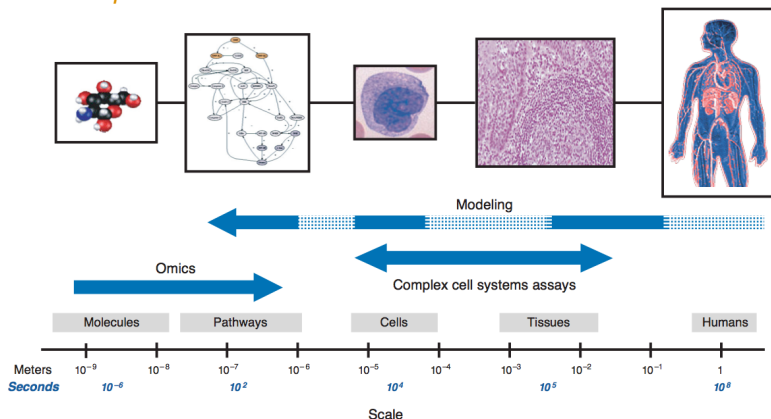 Modeling
Omics
Complex cell systems assays
Molecules Pathways Cells Tissues Humans
Meters 10⁻⁹ 10⁻⁸ 10⁻⁷ 10⁻⁶ 10⁻⁵ 10⁻⁴ 10⁻³ 10⁻² 10⁻¹ 1
Seconds 10⁻⁶ 10² 10⁴ 10⁵ 10⁸
Scale